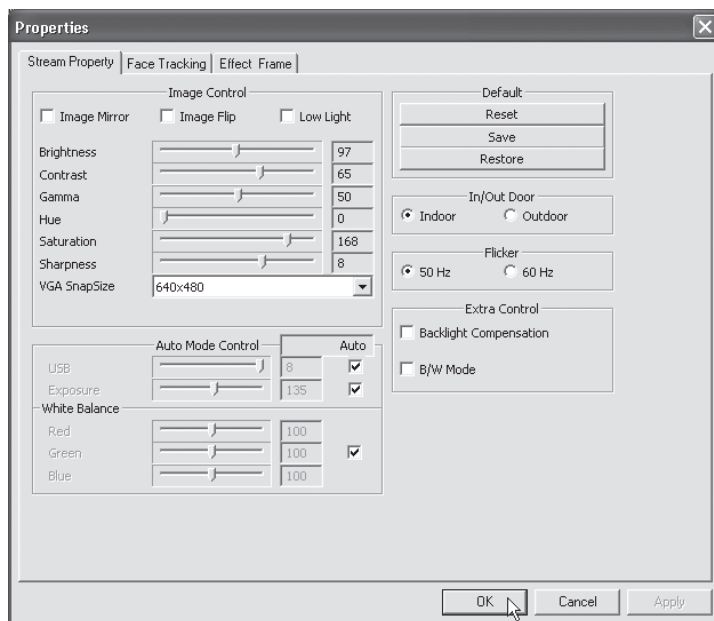 Properties
Stream Property Face Tracking Effect Frame
Image Control
Image Mirror Image Flip Low Light
Brightness 97
Contrast 65
Gamma 50
Hue 0
Saturation 168
Sharpness 8
VGA SnapSize 640x480
Auto Mode Control Auto
USB 8
Exposure 135
White Balance
Red 100
Green 100
Blue 100
Default
Reset
Save
Restore
In/Out Door
Indoor Outdoor
Flicker
50 Hz 60 Hz
Extra Control
Backlight Compensation
B/W Mode
OK Cancel Apply